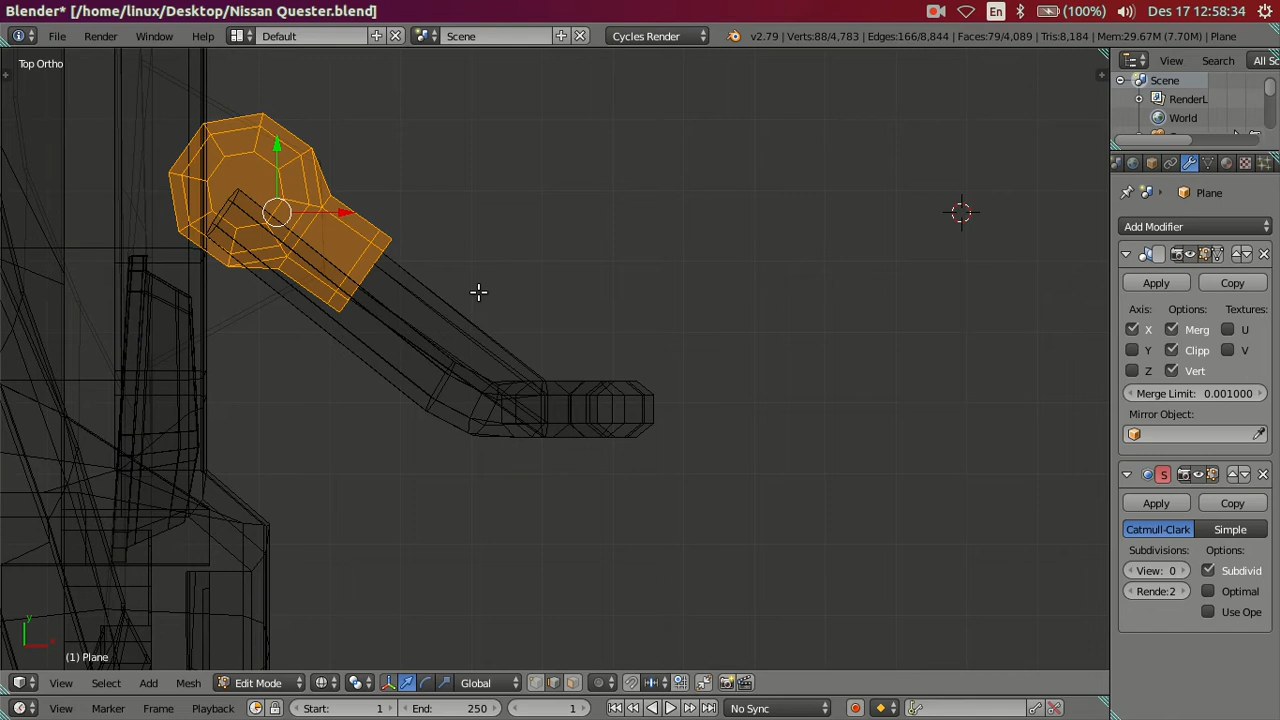 Blender* [/home/linux/Desktop/Nissan Quester.blend]
En
(100%)
Des 17 12:58:34
File
Render
Window
Help
Default
Scene
Cycles Render
v2.79 | Verts:88/4,783 | Edges:166/8,844 | Faces:79/4,089 | Tris:8,184 | Mem:29.67M (7.70M) | Plane
Top Ortho
View
Search
All Sc
Scene
RenderL
World
Plane
Add Modifier
Apply
Copy
Axis:
Options:
Textures:
X
Merg
U
Y
Clipp
V
Z
Vert
Merge Limit: 0.001000
Mirror Object:
S
Apply
Copy
Catmull-Clark
Simple
Subdivisions:
Options:
View: 0
Subdivid
Rende:2
Optimal
Use Ope
y
x
(1) Plane
View
Select
Add
Mesh
Edit Mode
Global
View
Marker
Frame
Playback
Start: 1
End: 250
1
No Sync